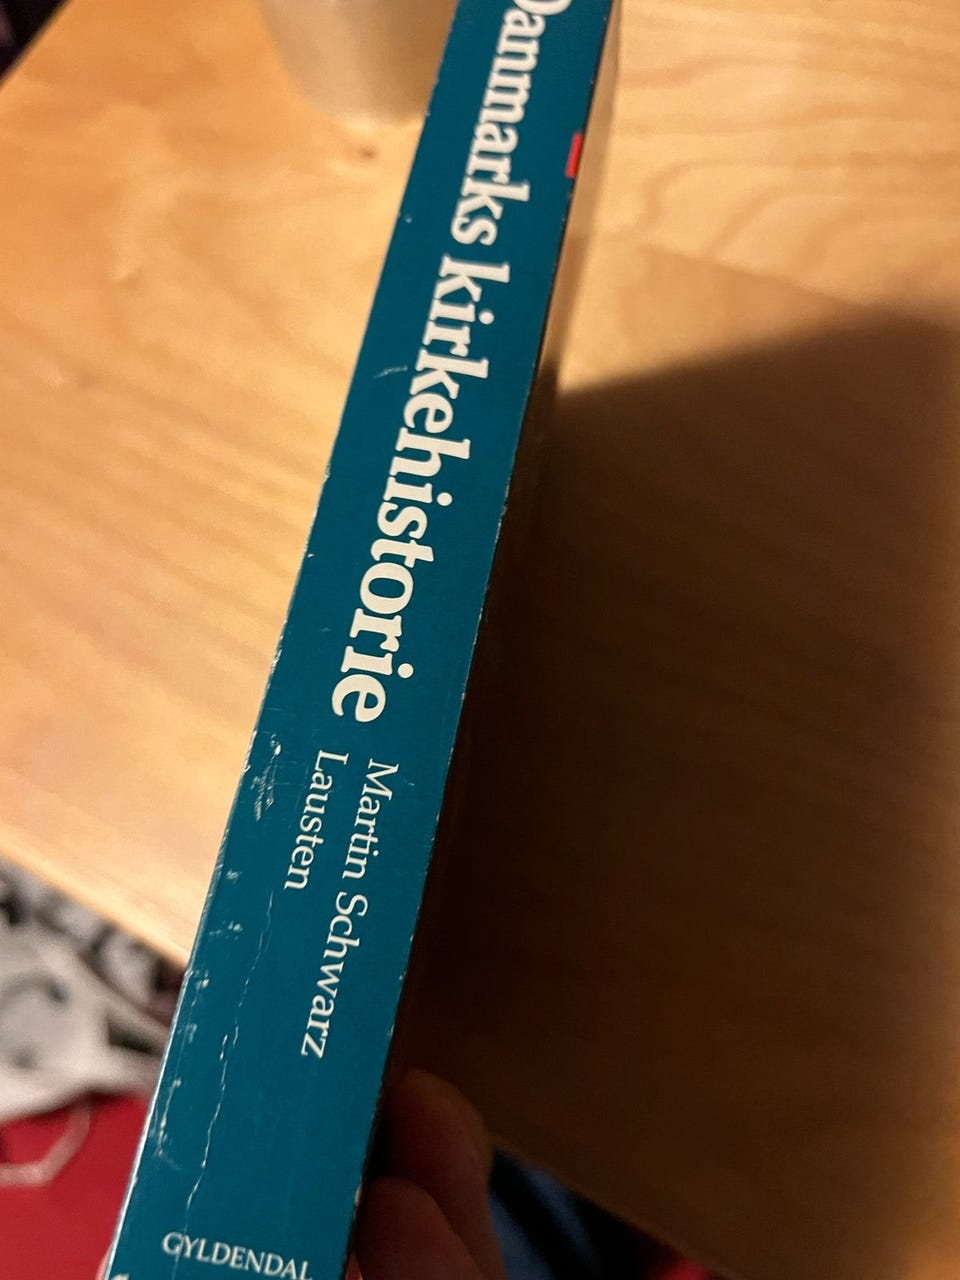 Danmarks kirkehistorie
Martin Schwarz
Lausten
GYLDENDAL